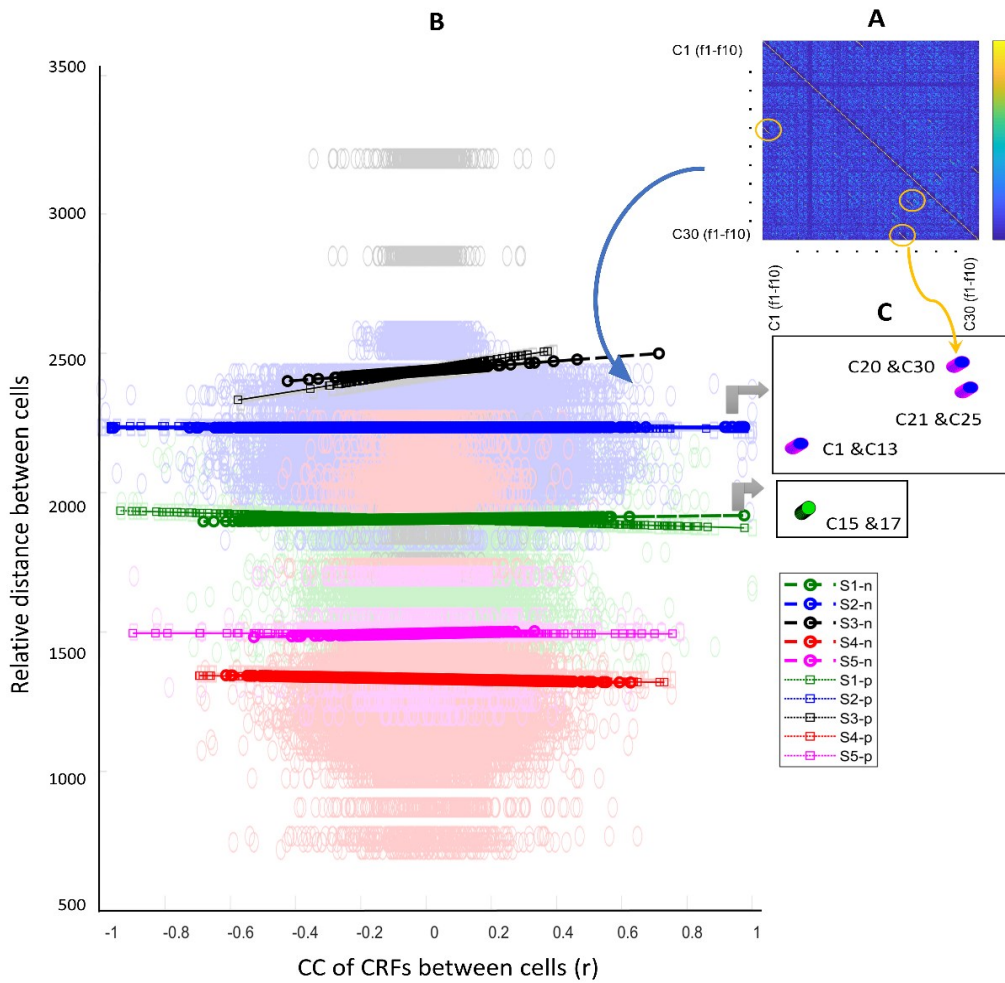 B
A
C1 (f1-f10)
C30 (f1-f10)
C1 (f1-f10)
C30 (f1-f10)
C
C20 &C30
C21 &C25
C1 &C13
C15 &17
S1-n
S2-n
S3-n
S4-n
S5-n
S1-p
S2-p
S3-p
S4-p
S5-p
3500
3000
2500
2000
1500
1000
500
Relative distance between cells
-1 -0.8 -0.6 -0.4 -0.2 0 0.2 0.4 0.6 0.8 1
CC of CRFs between cells (r)